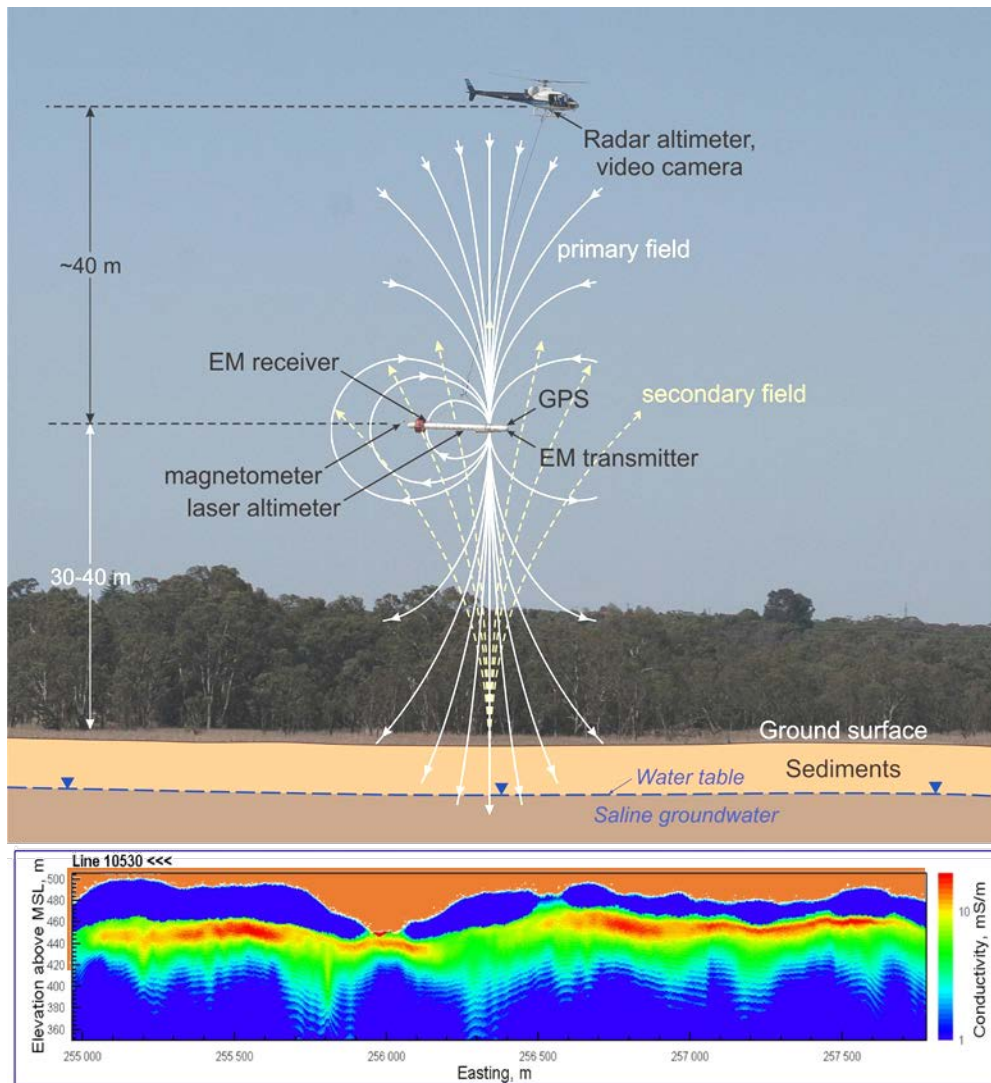 Radar altimeter,
video camera
primary field
~40 m
EM receiver
GPS
secondary field
EM transmitter
magnetometer
laser altimeter
30-40 m
Ground surface
Sediments
Water table
Saline groundwater
Line 10530 <<<
Elevation above MSL, m
500
480
460
440
420
400
380
360
10
1
Conductivity, mS/m
255 000
255 500
256 000
256 500
257 000
257 500
Easting, m